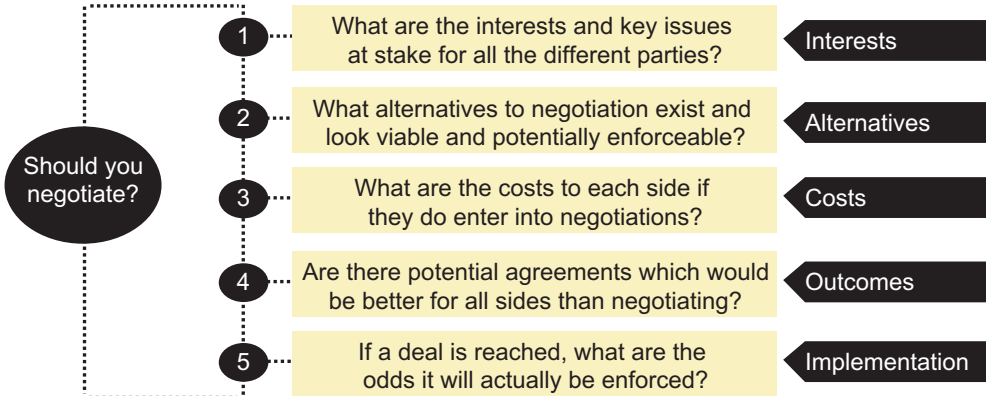 Should you
negotiate?
1
What are the interests and key issues
at stake for all the different parties?
Interests
2
What alternatives to negotiation exist and
look viable and potentially enforceable?
Alternatives
3
What are the costs to each side if
they do enter into negotiations?
Costs
4
Are there potential agreements which would
be better for all sides than negotiating?
Outcomes
5
If a deal is reached, what are the
odds it will actually be enforced?
Implementation